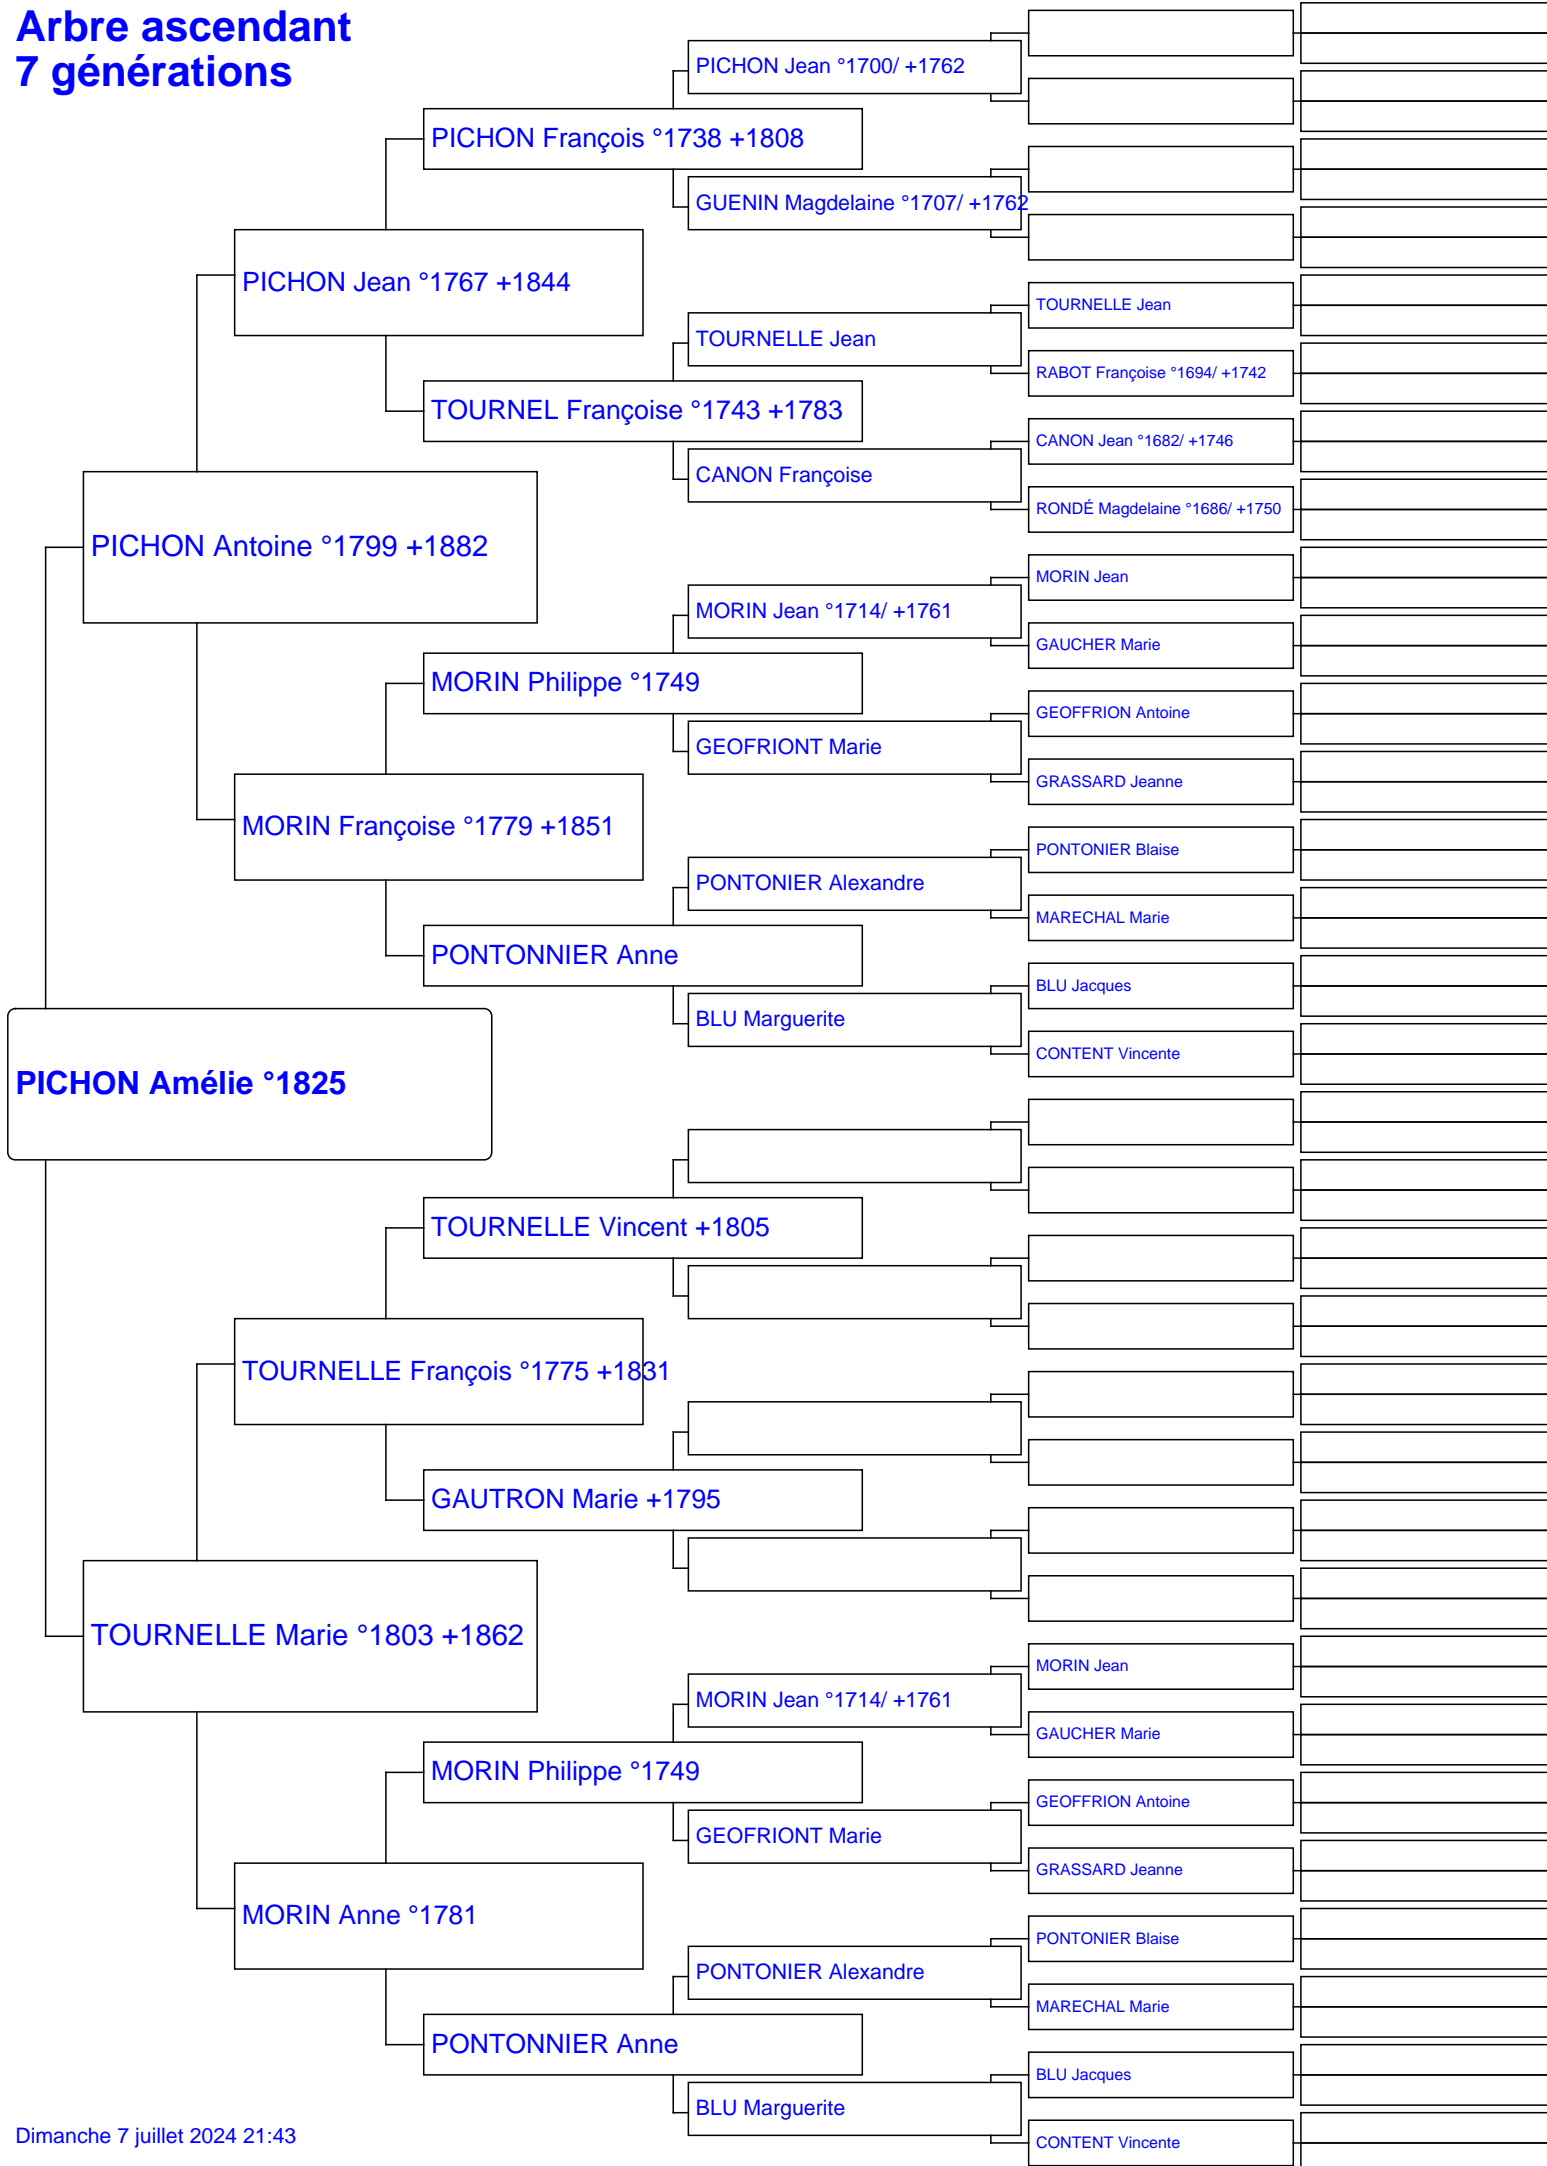 Arbre ascendant
7 générations
PICHON Jean °1700/ +1762
PICHON François °1738 +1808
GUENIN Magdelaine °1707/ +1762
PICHON Jean °1767 +1844
TOURNELLE Jean
TOURNELLE Jean
RABOT Françoise °1694/ +1742
TOURNEL Françoise °1743 +1783
CANON Jean °1682/ +1746
CANON Françoise
RONDÉ Magdelaine °1686/ +1750
PICHON Antoine °1799 +1882
MORIN Jean
MORIN Jean °1714/ +1761
GAUCHER Marie
MORIN Philippe °1749
GEOFFRION Antoine
GEOFRIONT Marie
GRASSARD Jeanne
MORIN Françoise °1779 +1851
PONTONIER Blaise
PONTONIER Alexandre
MARECHAL Marie
PONTONNIER Anne
BLU Jacques
BLU Marguerite
CONTENT Vincente
PICHON Amélie °1825
TOURNELLE Vincent +1805
TOURNELLE François °1775 +1831
GAUTRON Marie +1795
TOURNELLE Marie °1803 +1862
MORIN Jean
MORIN Jean °1714/ +1761
GAUCHER Marie
MORIN Philippe °1749
GEOFFRION Antoine
GEOFRIONT Marie
GRASSARD Jeanne
MORIN Anne °1781
PONTONIER Blaise
PONTONIER Alexandre
MARECHAL Marie
PONTONNIER Anne
BLU Jacques
BLU Marguerite
CONTENT Vincente
Dimanche 7 juillet 2024 21:43